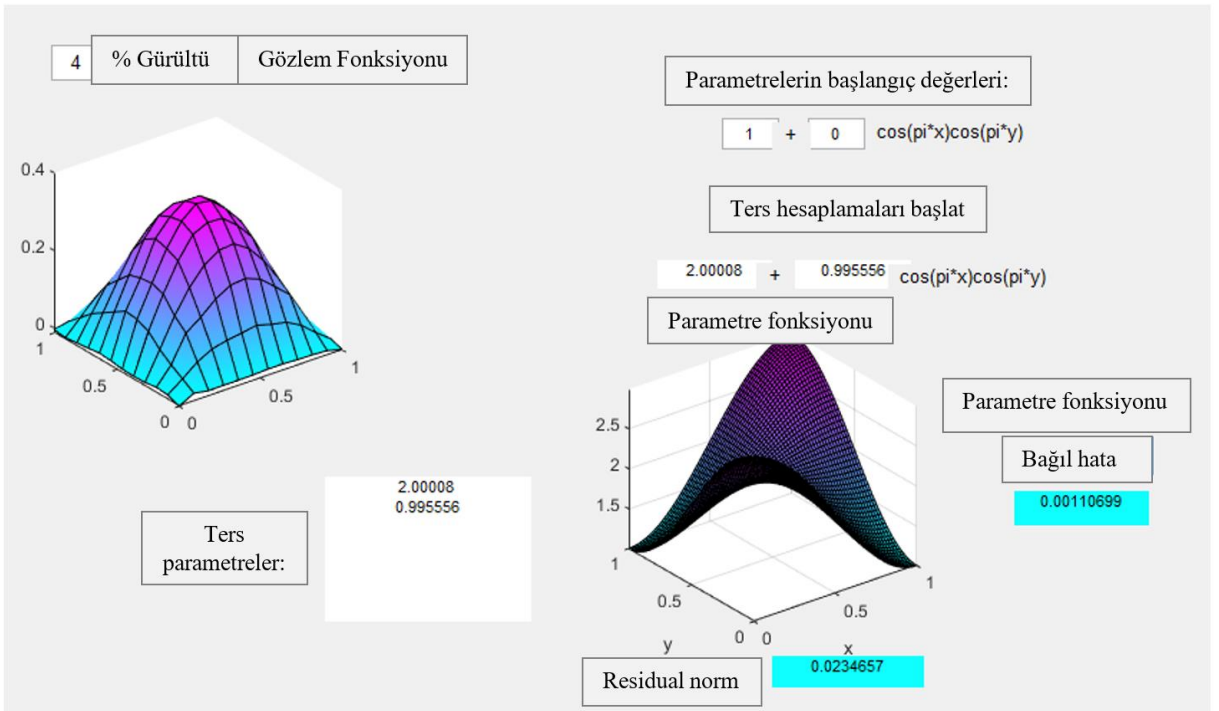 4
% Gürültü
Gözlem Fonksiyonu
0.4
0.2
0
1
0.5
0
0
0.5
1
Ters
parametreler:
2.00008
0.995556
Parametrelerin başlangıç değerleri:
1 + 0 cos(pi*x)cos(pi*y)
Ters hesaplamaları başlat
2.00008 + 0.995556 cos(pi*x)cos(pi*y)
Parametre fonksiyonu
2.5
2
1.5
1
1
0.5
0
0
0.5
1
y
x
Residual norm
0.0234657
Parametre fonksiyonu
Bağıl hata
0.00110699